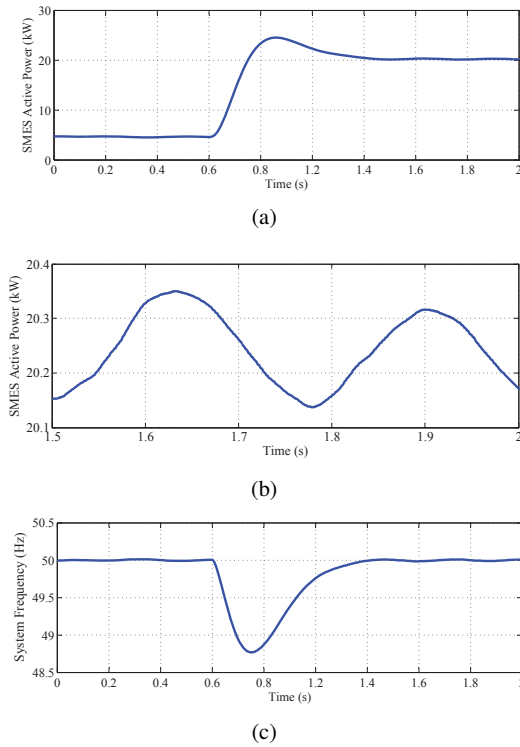 30
20
10
0
SMES Active Power (kW)
0 0.2 0.4 0.6 0.8 1.0 1.2 1.4 1.6 1.8 2
Time (s)
(a)
20.4
20.3
20.2
20.1
SMES Active Power (kW)
1.5 1.6 1.7 1.8 1.9 2
Time (s)
(b)
50.5
50
49.5
49
48.5
System Frequency (Hz)
0 0.2 0.4 0.6 0.8 1.2 1.4 1.6 1.8
Time (s)
(c)